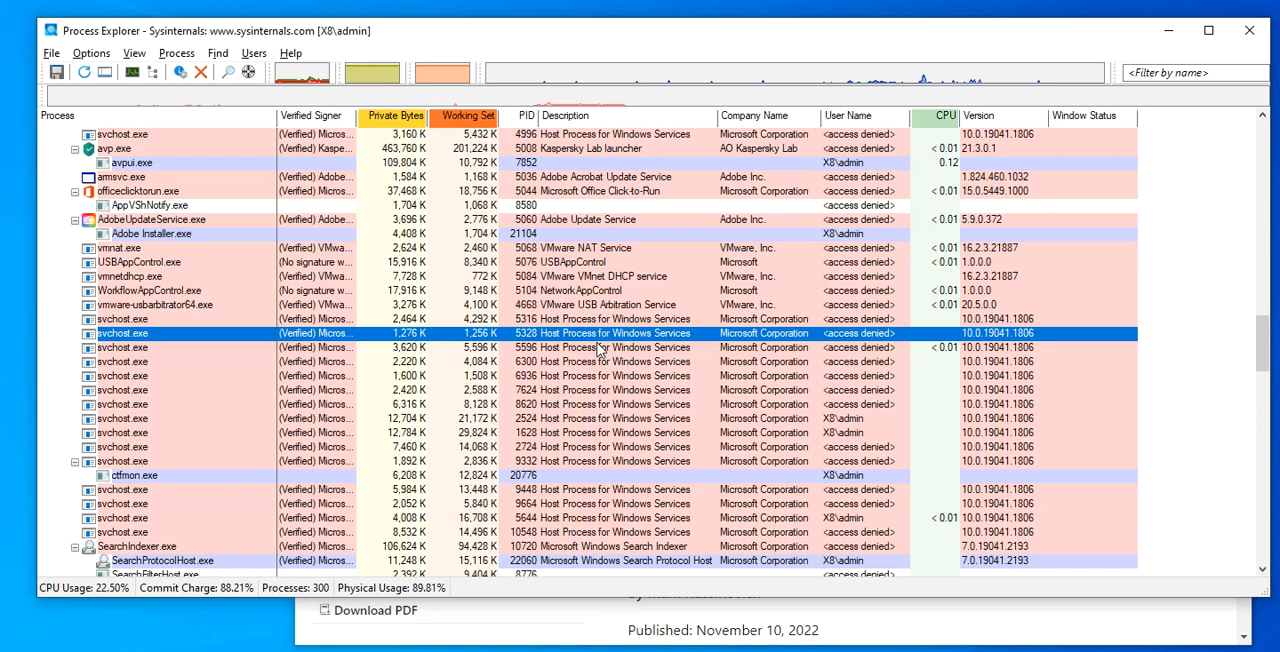 Process Explorer - Sysinternals: www.sysinternals.com [X8\admin]
File Options View Process Find Users Help
<Filter by name>
Process Verified Signer Private Bytes Working Set PID Description Company Name User Name CPU Version Window Status
svchost.exe (Verified) Micros... 3,160 K 5,432 K 4996 Host Process for Windows Services Microsoft Corporation <access denied> 10.0.19041.1806
avp.exe (Verified) Kaspe... 463,760 K 201,224 K 5008 Kaspersky Lab launcher AO Kaspersky Lab <access denied> < 0.01 21.3.0.1
avpui.exe 109,804 K 10,792 K 7852 X8\admin 0.12
armsvc.exe (Verified) Adobe... 1,584 K 1,168 K 5036 Adobe Acrobat Update Service Adobe Inc. <access denied> 1.824.460.1032
officeclicktorun.exe (Verified) Micros... 37,468 K 18,756 K 5044 Microsoft Office Click-to-Run Microsoft Corporation <access denied> < 0.01 15.0.5449.1000
AppVShNotify.exe 1,704 K 1,068 K 8580 <access denied>
AdobeUpdateService.exe (Verified) Adobe... 3,696 K 2,776 K 5060 Adobe Update Service Adobe Inc. <access denied> < 0.01 5.9.0.372
Adobe Installer.exe 4,408 K 1,704 K 21104 X8\admin
vmnat.exe (Verified) VMwa... 2,624 K 2,460 K 5068 VMware NAT Service VMware, Inc. <access denied> < 0.01 16.2.3.21887
USBAppControl.exe (No signature w... 15,916 K 8,340 K 5076 USBAppControl Microsoft <access denied> < 0.01 1.0.0.0
vmnetdhcp.exe (Verified) VMwa... 7,728 K 772 K 5084 VMware VMnet DHCP service VMware, Inc. <access denied> 16.2.3.21887
WorkflowAppControl.exe (No signature w... 17,916 K 9,148 K 5104 NetworkAppControl Microsoft <access denied> < 0.01 1.0.0.0
vmware-usbarbitrator64.exe (Verified) VMwa... 3,276 K 4,100 K 4668 VMware USB Arbitration Service VMware, Inc. <access denied> < 0.01 20.5.0.0
svchost.exe (Verified) Micros... 2,464 K 4,292 K 5316 Host Process for Windows Services Microsoft Corporation <access denied> 10.0.19041.1806
svchost.exe (Verified) Micros... 1,276 K 1,256 K 5328 Host Process for Windows Services Microsoft Corporation <access denied> 10.0.19041.1806
svchost.exe (Verified) Micros... 3,620 K 5,596 K 5596 Host Process for Windows Services Microsoft Corporation <access denied> < 0.01 10.0.19041.1806
svchost.exe (Verified) Micros... 2,220 K 4,084 K 6300 Host Process for Windows Services Microsoft Corporation <access denied> 10.0.19041.1806
svchost.exe (Verified) Micros... 1,600 K 1,508 K 6936 Host Process for Windows Services Microsoft Corporation <access denied> 10.0.19041.1806
svchost.exe (Verified) Micros... 2,420 K 2,588 K 7624 Host Process for Windows Services Microsoft Corporation <access denied> 10.0.19041.1806
svchost.exe (Verified) Micros... 6,316 K 8,128 K 8620 Host Process for Windows Services Microsoft Corporation <access denied> 10.0.19041.1806
svchost.exe (Verified) Micros... 12,704 K 21,172 K 2524 Host Process for Windows Services Microsoft Corporation X8\admin 10.0.19041.1806
svchost.exe (Verified) Micros... 12,784 K 29,824 K 1628 Host Process for Windows Services Microsoft Corporation X8\admin 10.0.19041.1806
svchost.exe (Verified) Micros... 7,460 K 14,068 K 2724 Host Process for Windows Services Microsoft Corporation <access denied> 10.0.19041.1806
svchost.exe (Verified) Micros... 1,892 K 2,836 K 9332 Host Process for Windows Services Microsoft Corporation <access denied> 10.0.19041.1806
ctfmon.exe 6,208 K 12,824 K 20776 X8\admin
svchost.exe (Verified) Micros... 5,984 K 13,448 K 9448 Host Process for Windows Services Microsoft Corporation <access denied> 10.0.19041.1806
svchost.exe (Verified) Micros... 2,052 K 5,840 K 9664 Host Process for Windows Services Microsoft Corporation <access denied> 10.0.19041.1806
svchost.exe (Verified) Micros... 4,008 K 16,708 K 5644 Host Process for Windows Services Microsoft Corporation X8\admin < 0.01 10.0.19041.1806
svchost.exe (Verified) Micros... 8,532 K 14,496 K 10548 Host Process for Windows Services Microsoft Corporation <access denied> 10.0.19041.1806
SearchIndexer.exe (Verified) Micros... 106,624 K 94,428 K 10720 Microsoft Windows Search Indexer Microsoft Corporation <access denied> 7.0.19041.2193
SearchProtocolHost.exe (Verified) Micros... 11,248 K 15,116 K 22060 Microsoft Windows Search Protocol Host Microsoft Corporation X8\admin 7.0.19041.2193
SearchFilterHost.exe 2,392 K 9,404 K 8776 <access denied>
CPU Usage: 22.50% Commit Charge: 88.21% Processes: 300 Physical Usage: 89.81%
Download PDF
Published: November 10, 2022